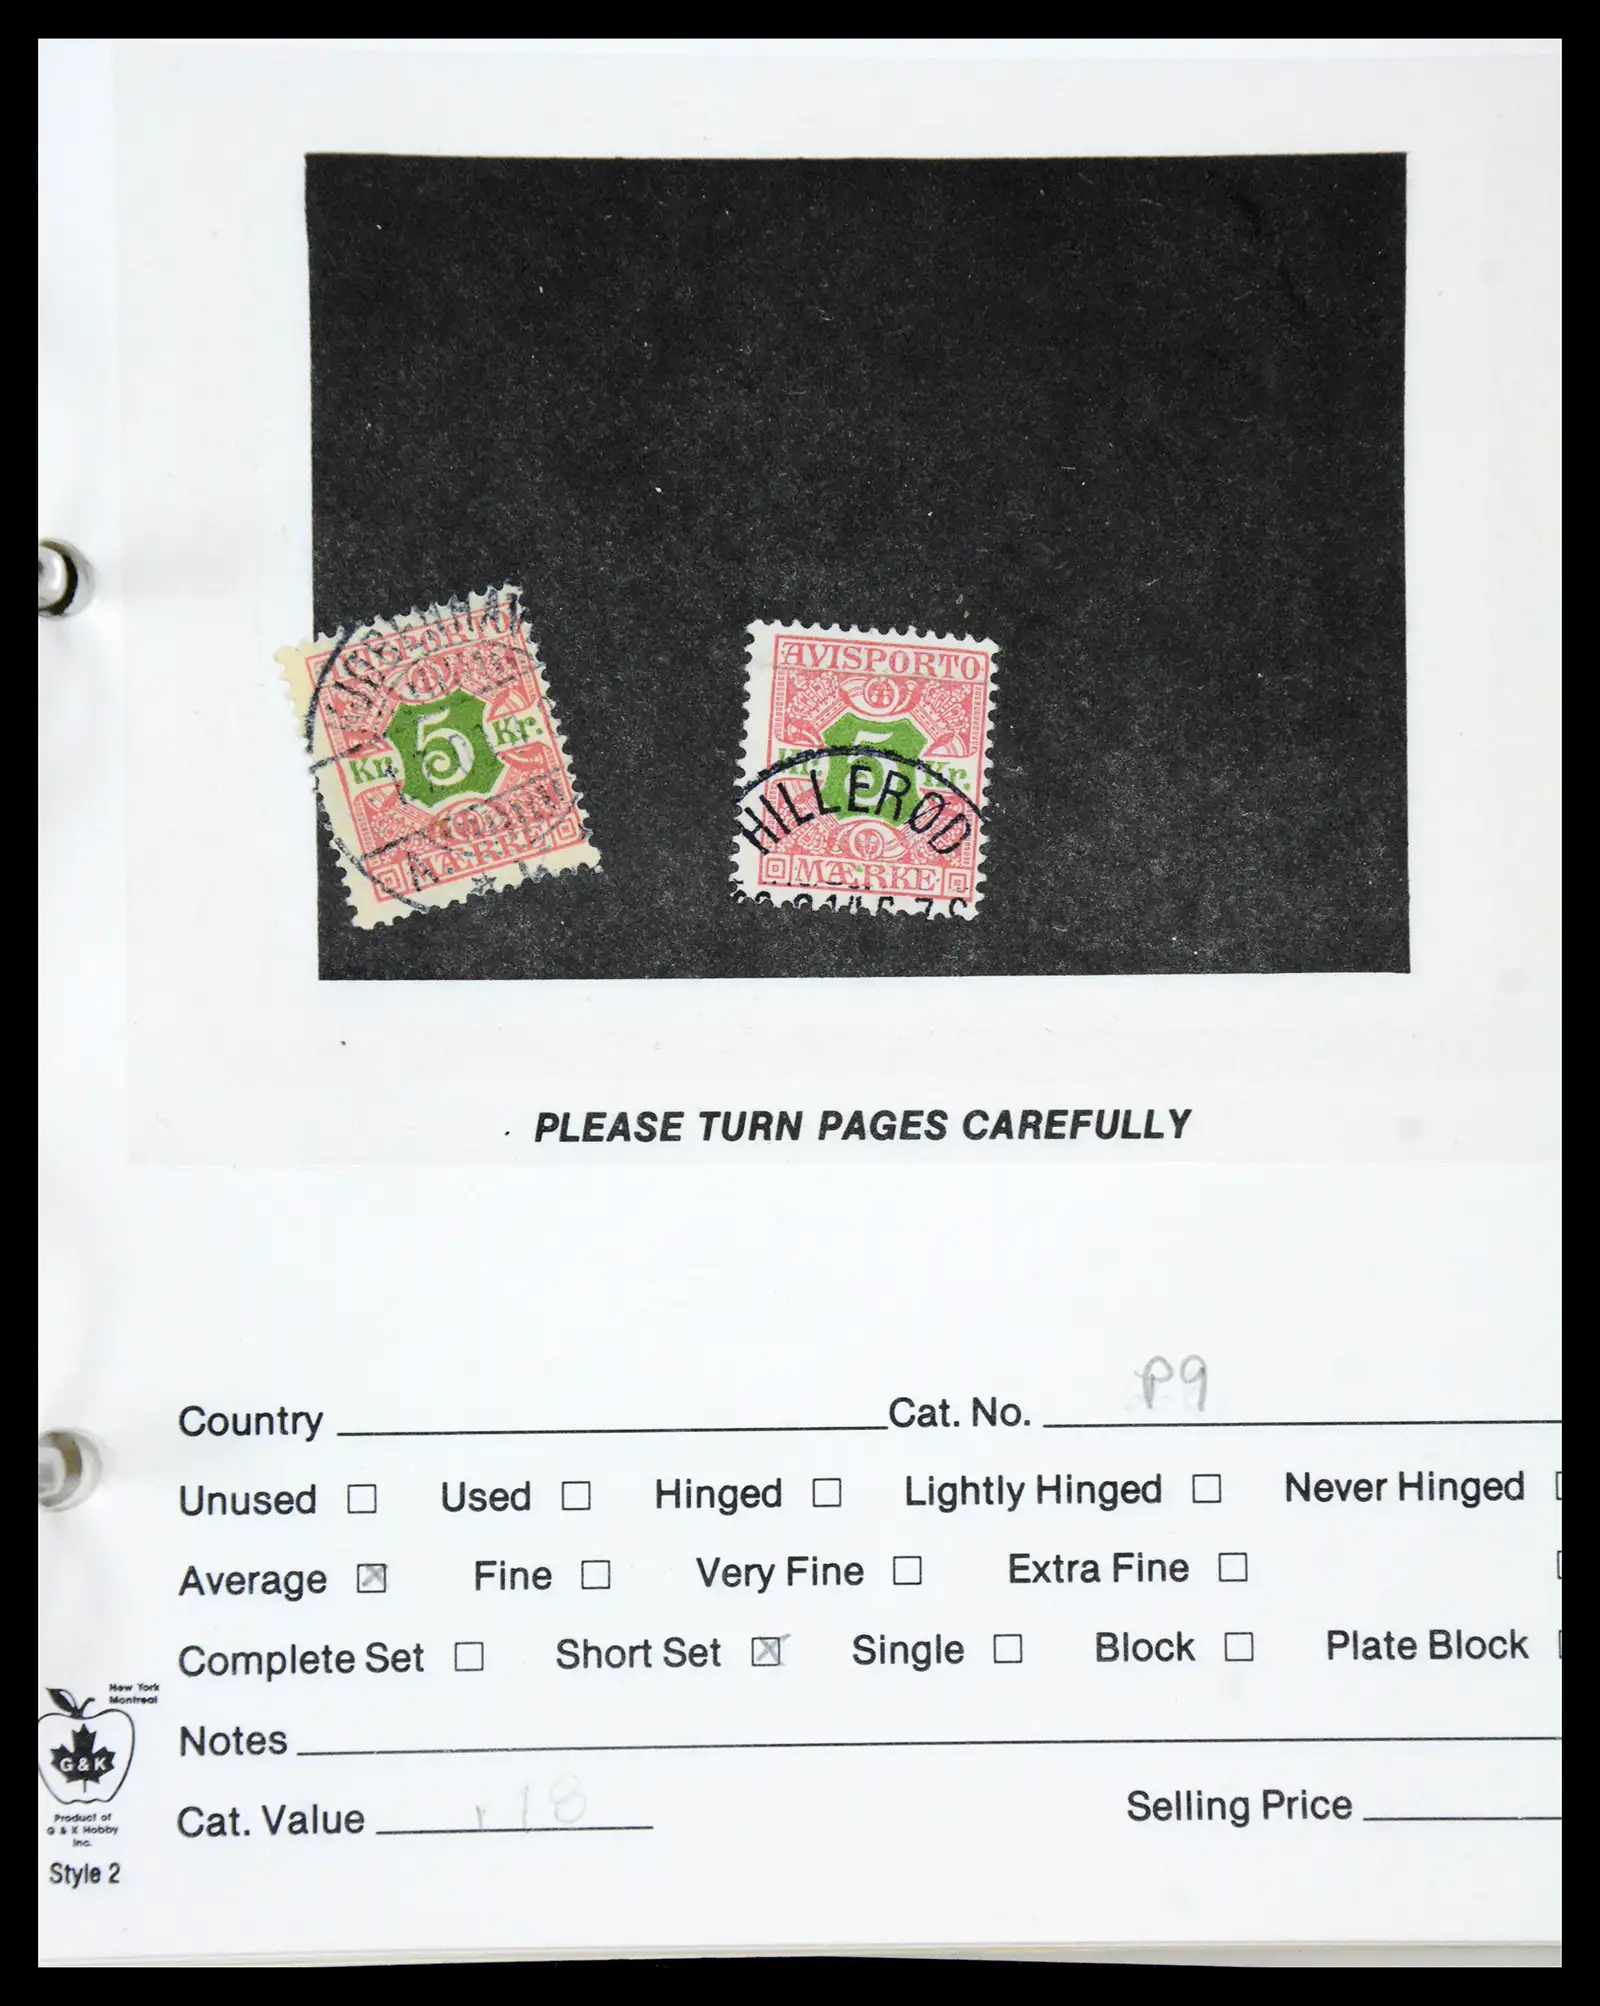 AVISPORTO
5
Kr. Kr.
MÆRKE
AVISPORTO
5
Kr. Kr.
HILLERØD
MÆRKE
PLEASE TURN PAGES CAREFULLY
Country Cat. No. P9
Unused Used Hinged Lightly Hinged Never Hinged
Average Fine Very Fine Extra Fine
Complete Set Short Set Single Block Plate Block
New York
Montreal
G & K
Product of
G & K Hobby
Inc.
Style 2
Notes
Cat. Value 118
Selling Price